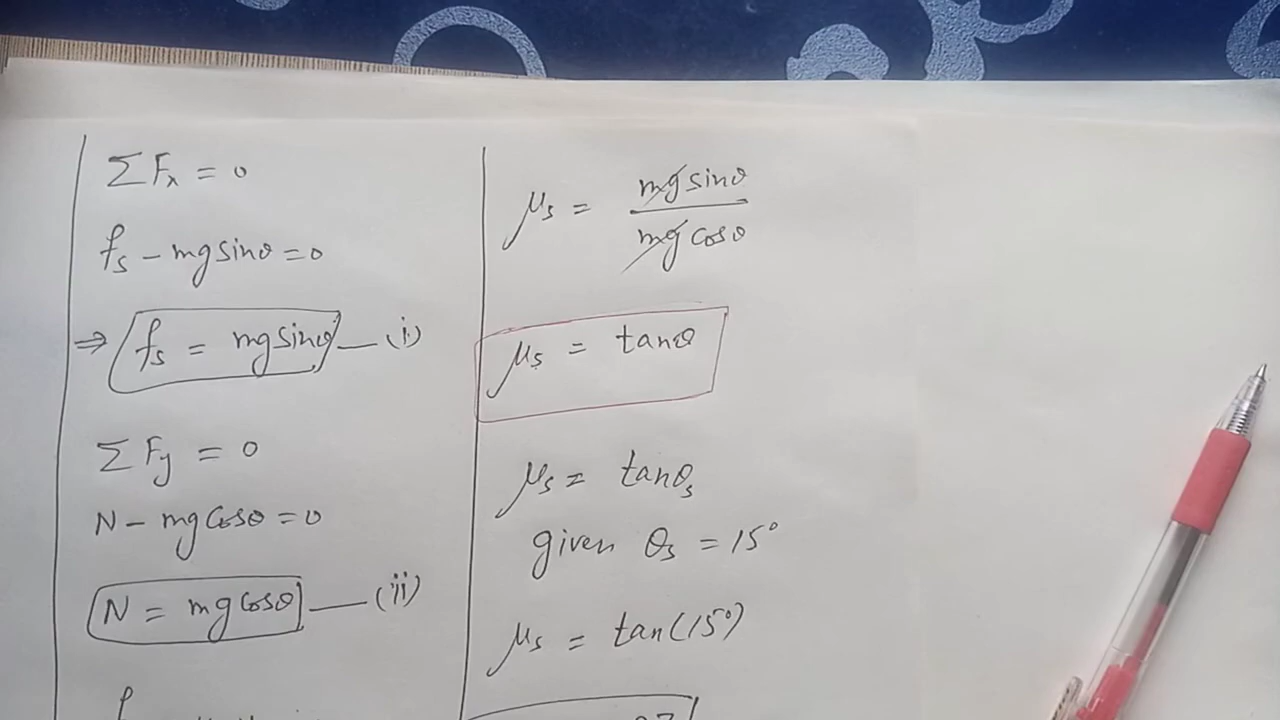 ΣFx = 0
fs - mg sinθ = 0
⇒ fs = mg sinθ — (i)
ΣFy = 0
N - mg cosθ = 0
N = mg cosθ — (ii)
μs = mg sinθ / mg cosθ
μs = tanθ
μs = tanθs
given θs = 15°
μs = tan(15°)